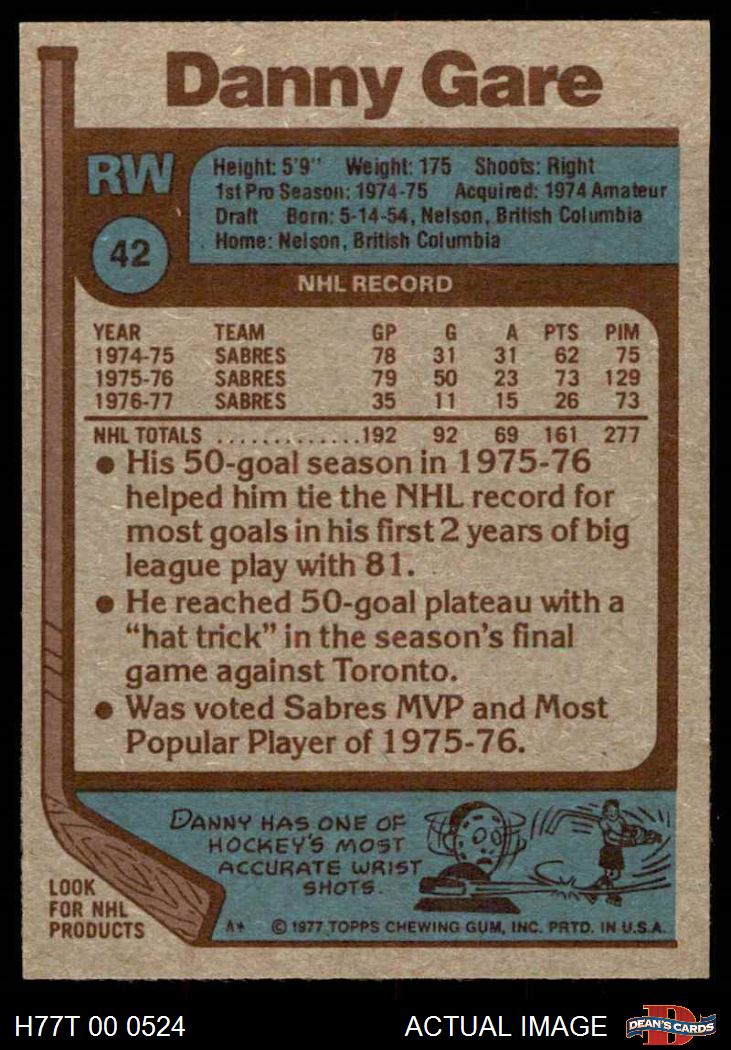 Danny Gare
RW
42
Height: 5'9" Weight: 175 Shoots: Right
1st Pro Season: 1974-75 Acquired: 1974 Amateur
Draft Born: 5-14-54, Nelson, British Columbia
Home: Nelson, British Columbia
NHL RECORD
YEAR TEAM GP G A PTS PIM
1974-75 SABRES 78 31 31 62 75
1975-76 SABRES 79 50 23 73 129
1976-77 SABRES 35 11 15 26 73
NHL TOTALS .............192 92 69 161 277
• His 50-goal season in 1975-76
helped him tie the NHL record for
most goals in his first 2 years of big
league play with 81.
• He reached 50-goal plateau with a
“hat trick” in the season's final
game against Toronto.
• Was voted Sabres MVP and Most
Popular Player of 1975-76.
DANNY HAS ONE OF
HOCKEY'S MOST
ACCURATE WRIST
SHOTS.
LOOK
FOR NHL
PRODUCTS
A* © 1977 TOPPS CHEWING GUM, INC. PRTD. IN U.S.A.
H77T 00 0524 ACTUAL IMAGE
D
DEAN'S CARDS